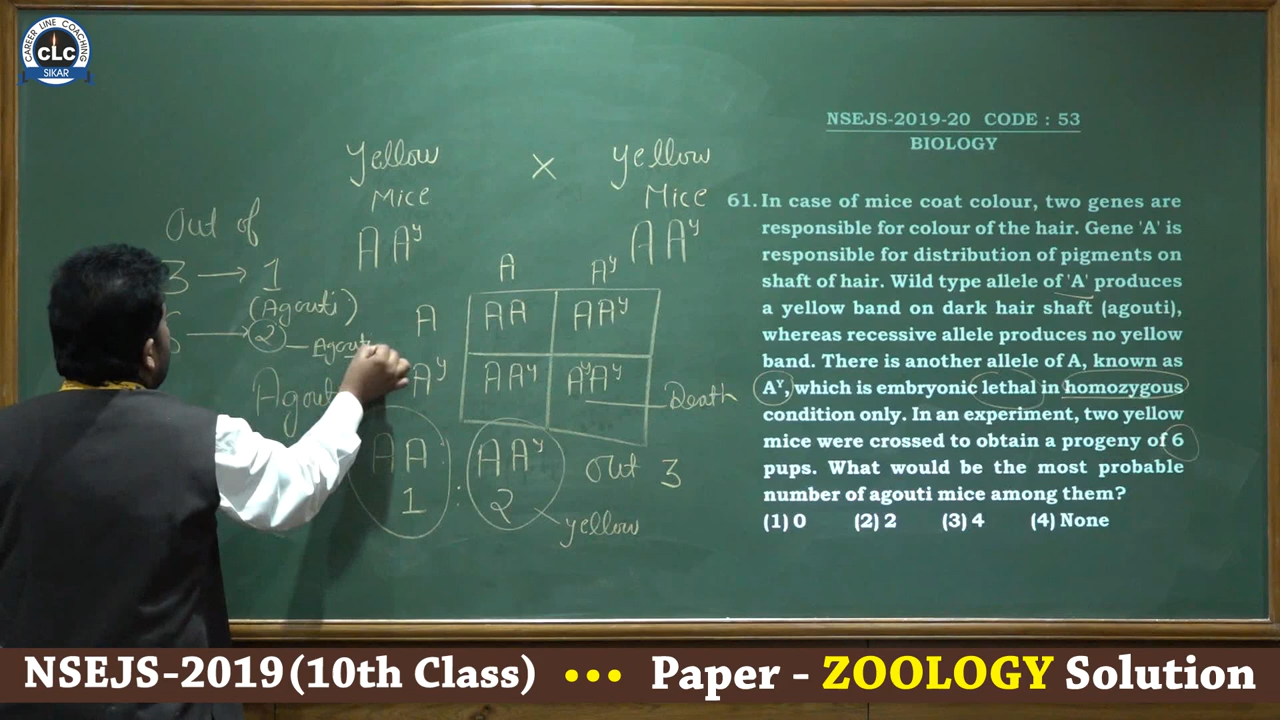 CAREER LINE COACHING
CLC
SIKAR
NSEJS-2019-20 CODE : 53
BIOLOGY
61. In case of mice coat colour, two genes are
responsible for colour of the hair. Gene 'A' is
responsible for distribution of pigments on
shaft of hair. Wild type allele of 'A' produces
a yellow band on dark hair shaft (agouti),
whereas recessive allele produces no yellow
band. There is another allele of A, known as
Aʸ, which is embryonic lethal in homozygous
condition only. In an experiment, two yellow
mice were crossed to obtain a progeny of 6
pups. What would be the most probable
number of agouti mice among them?
(1) 0 (2) 2 (3) 4 (4) None
yellow × yellow
Mice Mice
AAʸ AAʸ
Out of
3 → 1
(Agouti)
→ 2 –
A Aʸ
A AA AAʸ
Aʸ AAʸ AʸAʸ Death
AA : AAʸ Out 3
1 2
yellow
NSEJS-2019(10th Class) ••• Paper - ZOOLOGY Solution